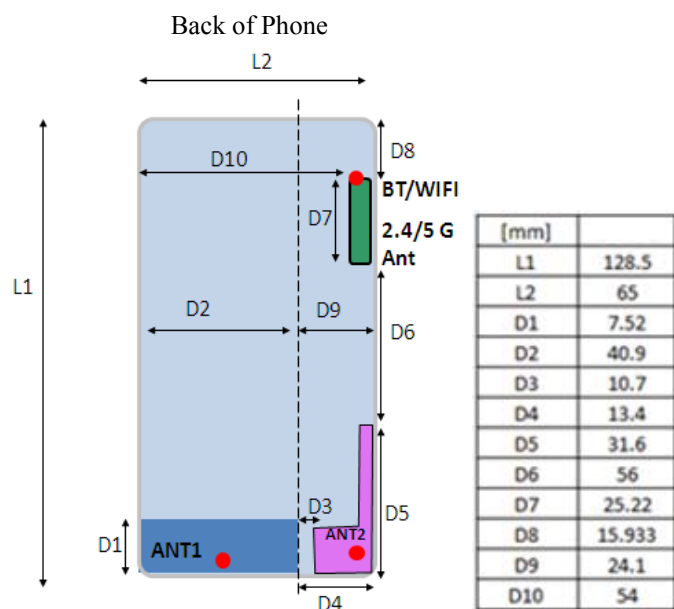 Back of Phone
L2
D8
D10
BT/WIFI
D7
2.4/5 G
Ant
L1
D2
D9
D6
D3
D5
D1
ANT1
ANT2
D4
[mm]
L1 128.5
L2 65
D1 7.52
D2 40.9
D3 10.7
D4 13.4
D5 31.6
D6 56
D7 25.22
D8 15.933
D9 24.1
D10 54